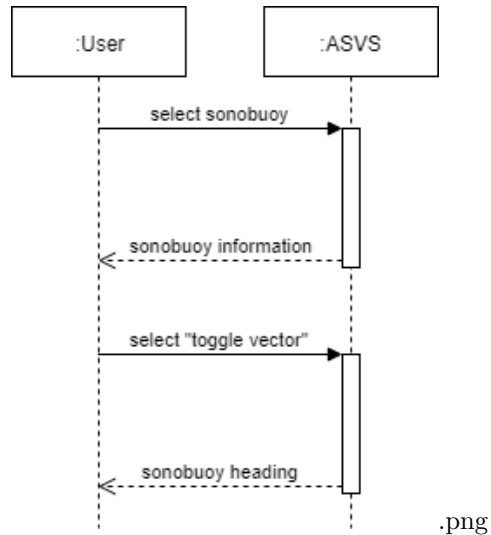 :User
:ASVS
select sonobuoy
sonobuoy information
select "toggle vector"
sonobuoy heading
.png